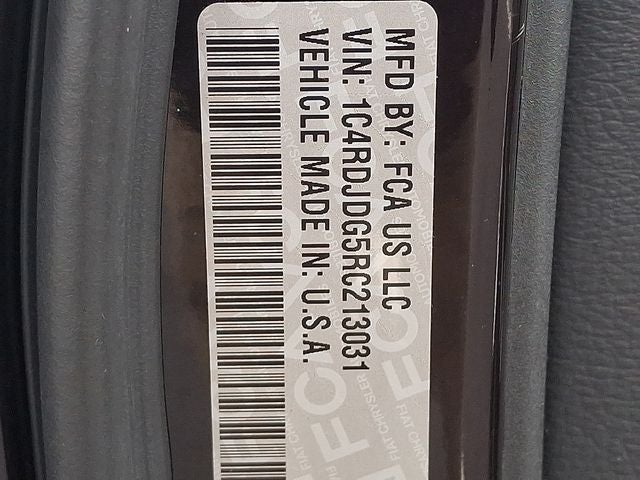 MFD BY: FCA US LLC
VIN: 1C4RDJDG5RC213031
VEHICLE MADE IN: U.S.A.